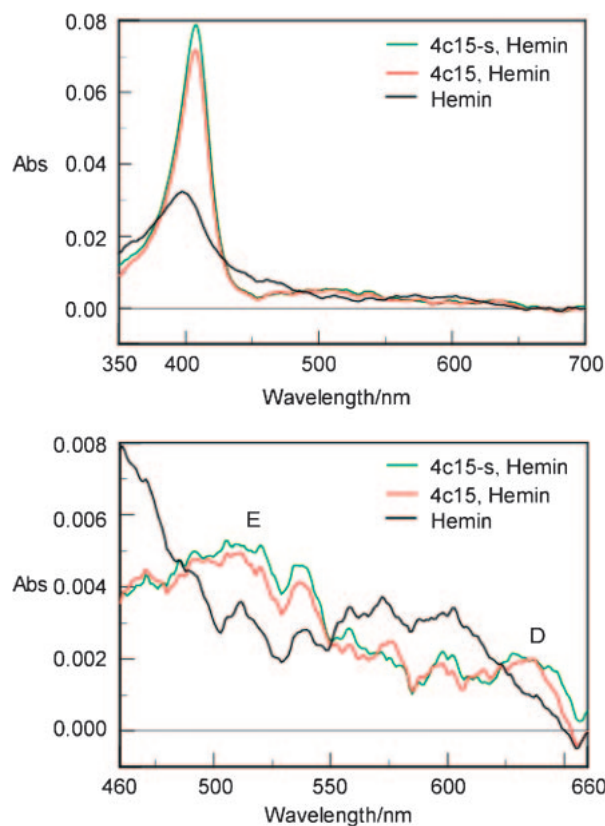 0.08
4c15-s, Hemin
4c15, Hemin
Hemin
0.06
Abs
0.04
0.02
0.00
350 400 500 600 700
Wavelength/nm
0.008
4c15-s, Hemin
4c15, Hemin
Hemin
0.006
E
Abs
0.004
D
0.002
0.000
460 500 550 600 660
Wavelength/nm